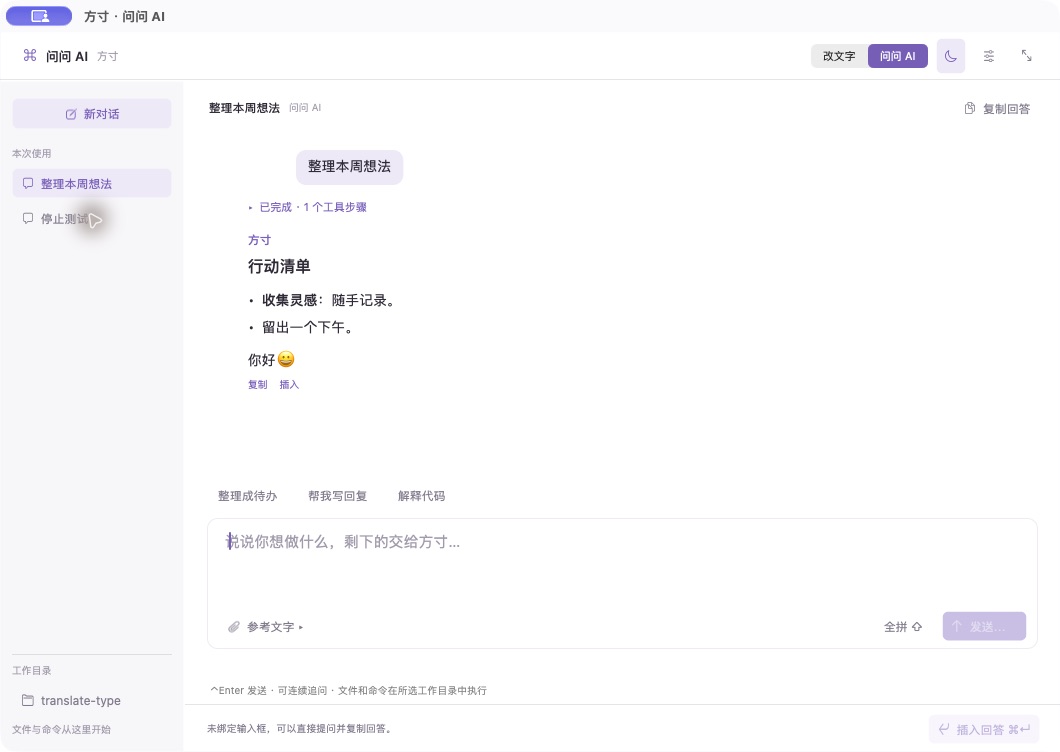 方寸 · 问问 AI
⌘ 问问 AI 方寸
改文字 问问 AI
新对话
本次使用
整理本周想法
停止测试
整理本周想法 问问 AI
复制回答
整理本周想法
▸ 已完成 · 1 个工具步骤
方寸
行动清单
• 收集灵感：随手记录。
• 留出一个下午。
你好😀
复制 插入
整理成待办 帮我写回复 解释代码
说说你想做什么，剩下的交给方寸...
参考文字 ▸
全拼 ⇧
↑ 发送...
工作目录
translate-type
文件与命令从这里开始
^Enter 发送 · 可连续追问 · 文件和命令在所选工作目录中执行
未绑定输入框，可以直接提问并复制回答。
插入回答 ⌘↩